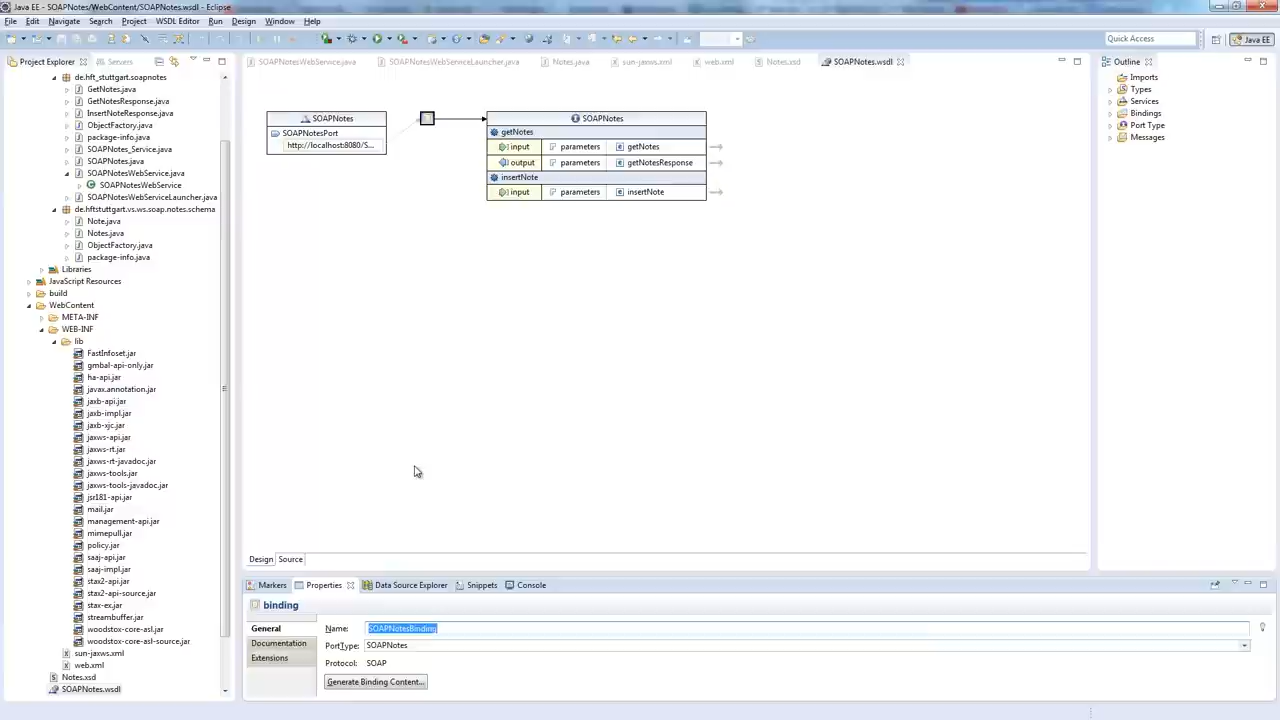 Java EE - SOAPNotes/WebContent/SOAPNotes.wsdl - Eclipse
File Edit Navigate Search Project WSDL Editor Run Design Window Help
Quick Access
Java EE
Project Explorer
Servers
de.hft_stuttgart.soapnotes
GetNotes.java
GetNotesResponse.java
InsertNoteResponse.java
ObjectFactory.java
package-info.java
SOAPNotes_Service.java
SOAPNotes.java
SOAPNotesWebService.java
SOAPNotesWebService
SOAPNotesWebServiceLauncher.java
de.hftstuttgart.vs.ws.soap.notes.schema
Note.java
Notes.java
ObjectFactory.java
package-info.java
Libraries
JavaScript Resources
build
WebContent
META-INF
WEB-INF
lib
FastInfoset.jar
gmbal-api-only.jar
ha-api.jar
javax.annotation.jar
jaxb-api.jar
jaxb-impl.jar
jaxb-xjc.jar
jaxws-api.jar
jaxws-rt.jar
jaxws-rt-javadoc.jar
jaxws-tools.jar
jaxws-tools-javadoc.jar
jsr181-api.jar
mail.jar
management-api.jar
mimepull.jar
policy.jar
saaj-api.jar
saaj-impl.jar
stax2-api.jar
stax2-api-source.jar
stax-ex.jar
streambuffer.jar
woodstox-core-asl.jar
woodstox-core-asl-source.jar
sun-jaxws.xml
web.xml
Notes.xsd
SOAPNotes.wsdl
SOAPNotesWebService.java
SOAPNotesWebServiceLauncher.java
Notes.java
sun-jaxws.xml
web.xml
Notes.xsd
SOAPNotes.wsdl
SOAPNotes
SOAPNotesPort
http://localhost:8080/S...
SOAPNotes
getNotes
input parameters getNotes
output parameters getNotesResponse
insertNote
input parameters insertNote
Design Source
Outline
Imports
Types
Services
Bindings
Port Type
Messages
Markers Properties Data Source Explorer Snippets Console
binding
General
Documentation
Extensions
Name: SOAPNotesBinding
PortType: SOAPNotes
Protocol: SOAP
Generate Binding Content...